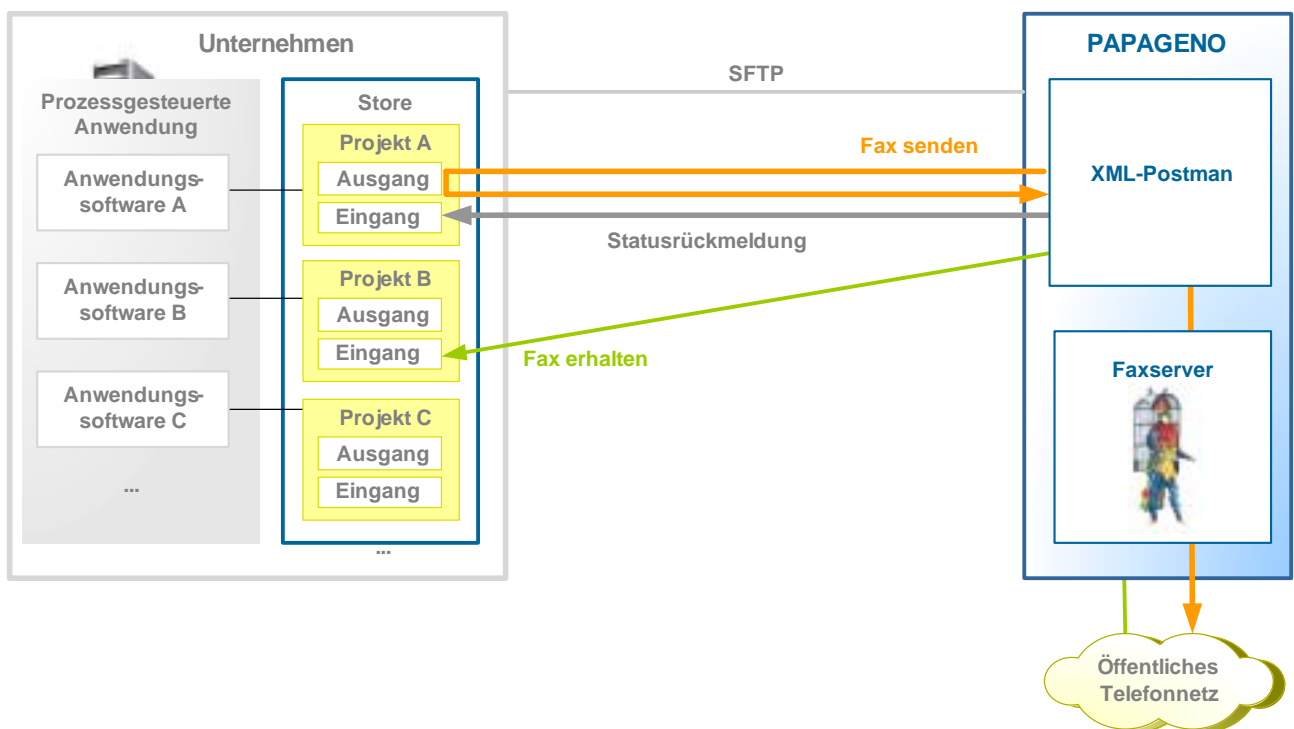 Unternehmen
Prozessgesteuerte
Anwendung
Anwendungs-
software A
Anwendungs-
software B
Anwendungs-
software C
...
Store
Projekt A
Ausgang
Eingang
Projekt B
Ausgang
Eingang
Projekt C
Ausgang
Eingang
...
SFTP
Fax senden
Statusrückmeldung
Fax erhalten
PAPAGENO
XML-Postman
Faxserver
Öffentliches
Telefonnetz